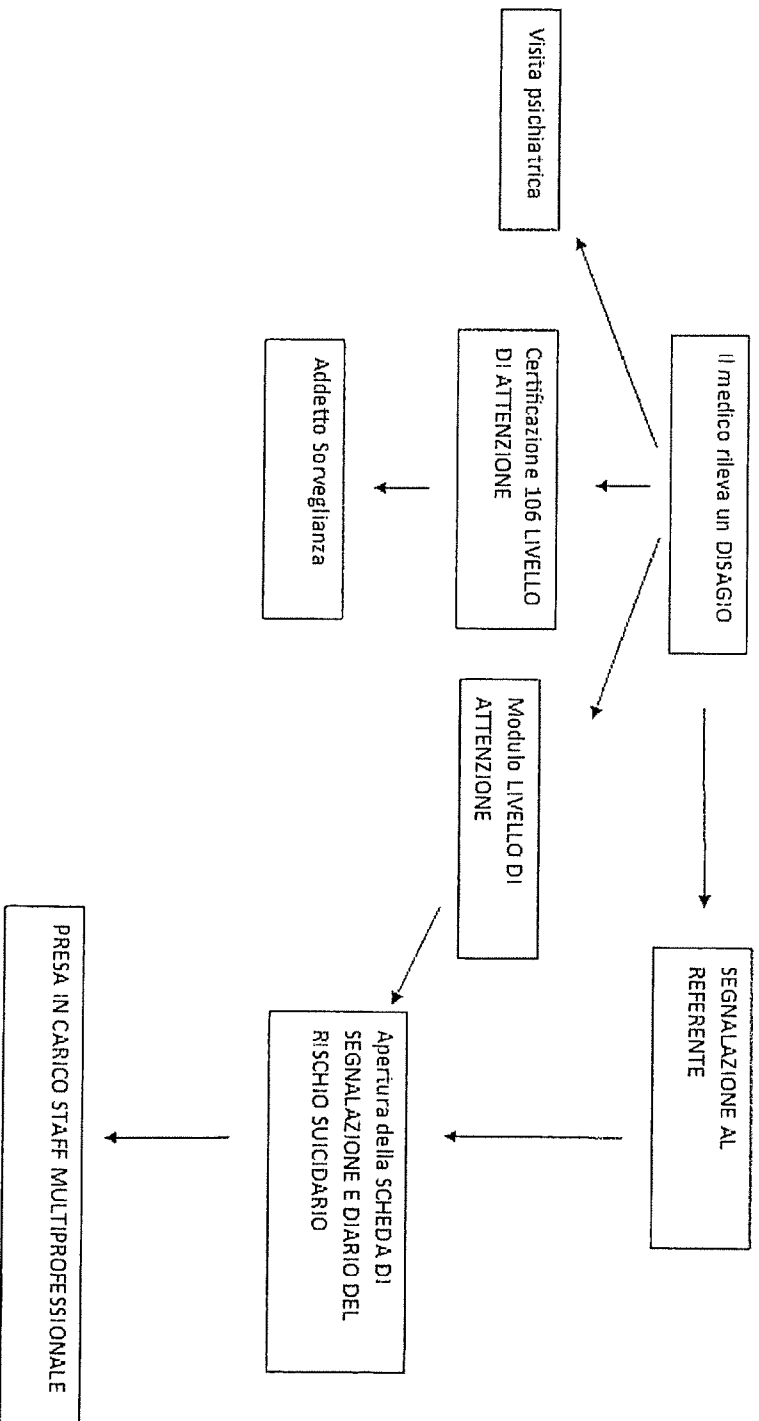 Il medico rileva un DISAGIO
SEGNALAZIONE AL
REFERENTE
Visita psichiatrica
Certificazione 106 LIVELLO
DI ATTENZIONE
Modulo LIVELLO DI
ATTENZIONE
Addetto Sorveglianza
Apertura della SCHEDA DI
SEGNALAZIONE E DIARIO DEL
RISCHIO SUICIDARIO
PRESA IN CARICO STAFF MULTIPROFESSIONALE